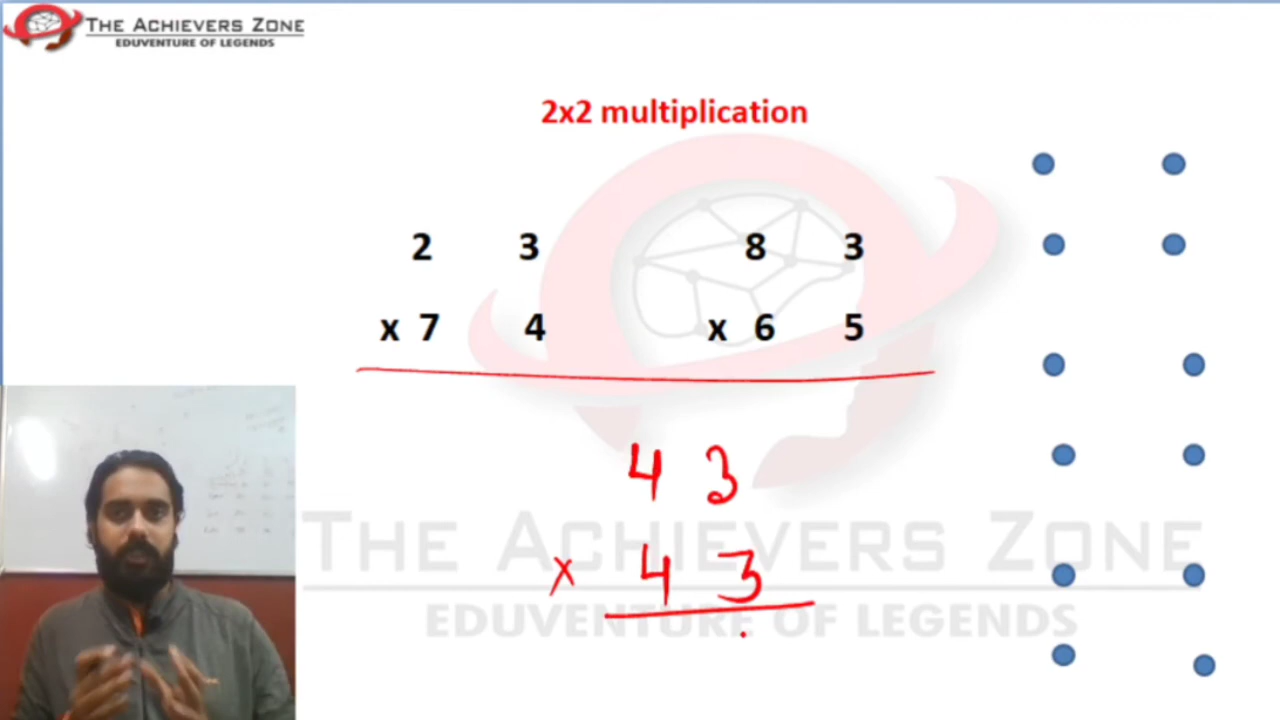 THE ACHIEVERS ZONE
EDUVENTURE OF LEGENDS
2x2 multiplication
2 3 8 3
x 7 4 x 6 5
4 3
x 4 3
THE ACHIEVERS ZONE
EDUVENTURE OF LEGENDS